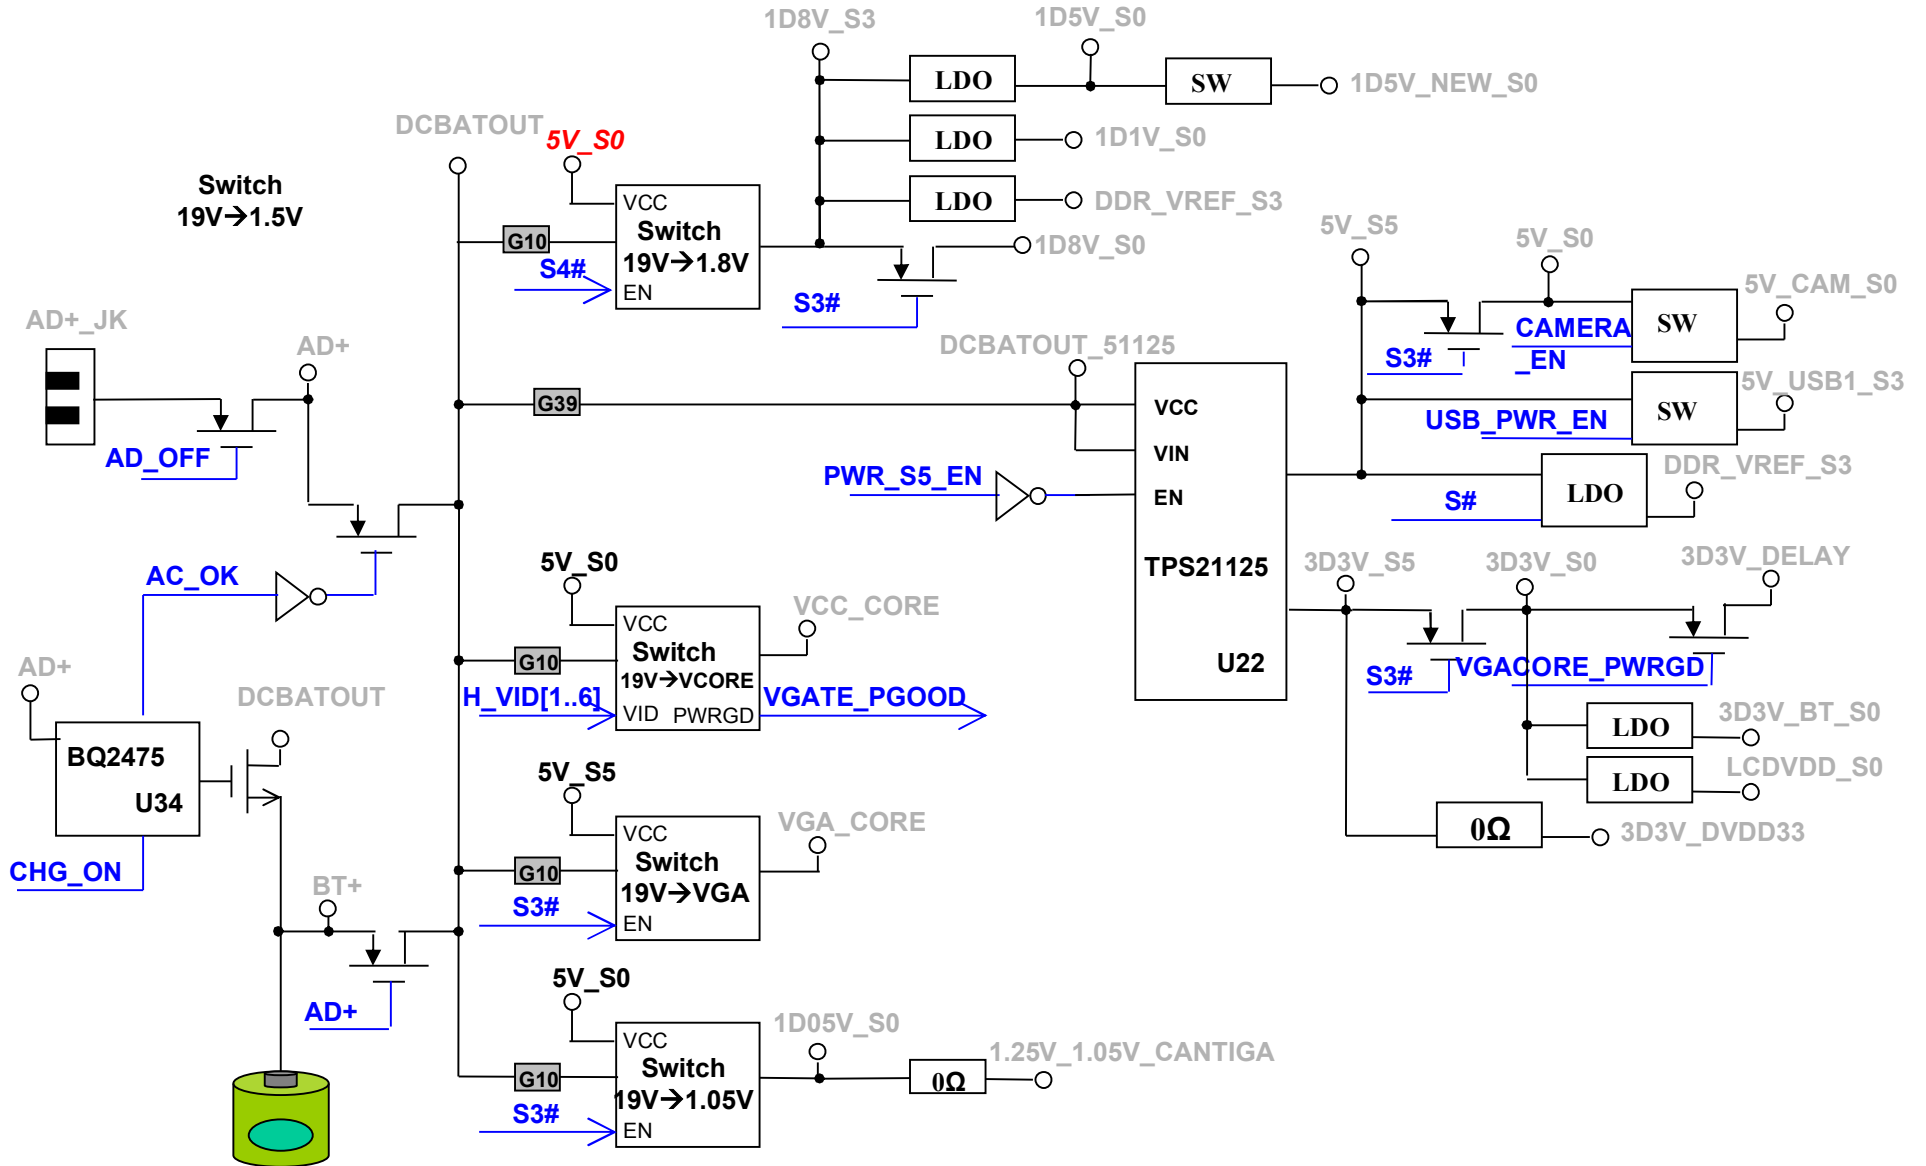 1D8V_S3
1D5V_S0
LDO
SW
1D5V_NEW_S0
DCBATOUT
5V_S0
LDO
1D1V_S0
Switch
19V→1.5V
VCC
Switch
19V→1.8V
EN
G10
S4#
LDO
DDR_VREF_S3
1D8V_S0
S3#
5V_S5
5V_S0
5V_CAM_S0
SW
CAMERA
_EN
S3#
AD+_JK
AD+
AD_OFF
DCBATOUT_51125
G39
VCC
VIN
EN
TPS21125
U22
PWR_S5_EN
5V_USB1_S3
SW
USB_PWR_EN
DDR_VREF_S3
LDO
S#
AC_OK
5V_S0
VCC
Switch
19V→VCORE
VID
PWRGD
G10
H_VID[1..6]
VCC_CORE
VGATE_PGOOD
3D3V_S5
3D3V_S0
3D3V_DELAY
S3#
VGACORE_PWRGD
LDO
3D3V_BT_S0
LDO
LCDVDD_S0
0Ω
3D3V_DVDD33
AD+
DCBATOUT
BQ2475
U34
CHG_ON
5V_S5
VCC
Switch
19V→VGA
EN
G10
S3#
VGA_CORE
BT+
AD+
5V_S0
VCC
Switch
19V→1.05V
EN
G10
S3#
1D05V_S0
0Ω
1.25V_1.05V_CANTIGA